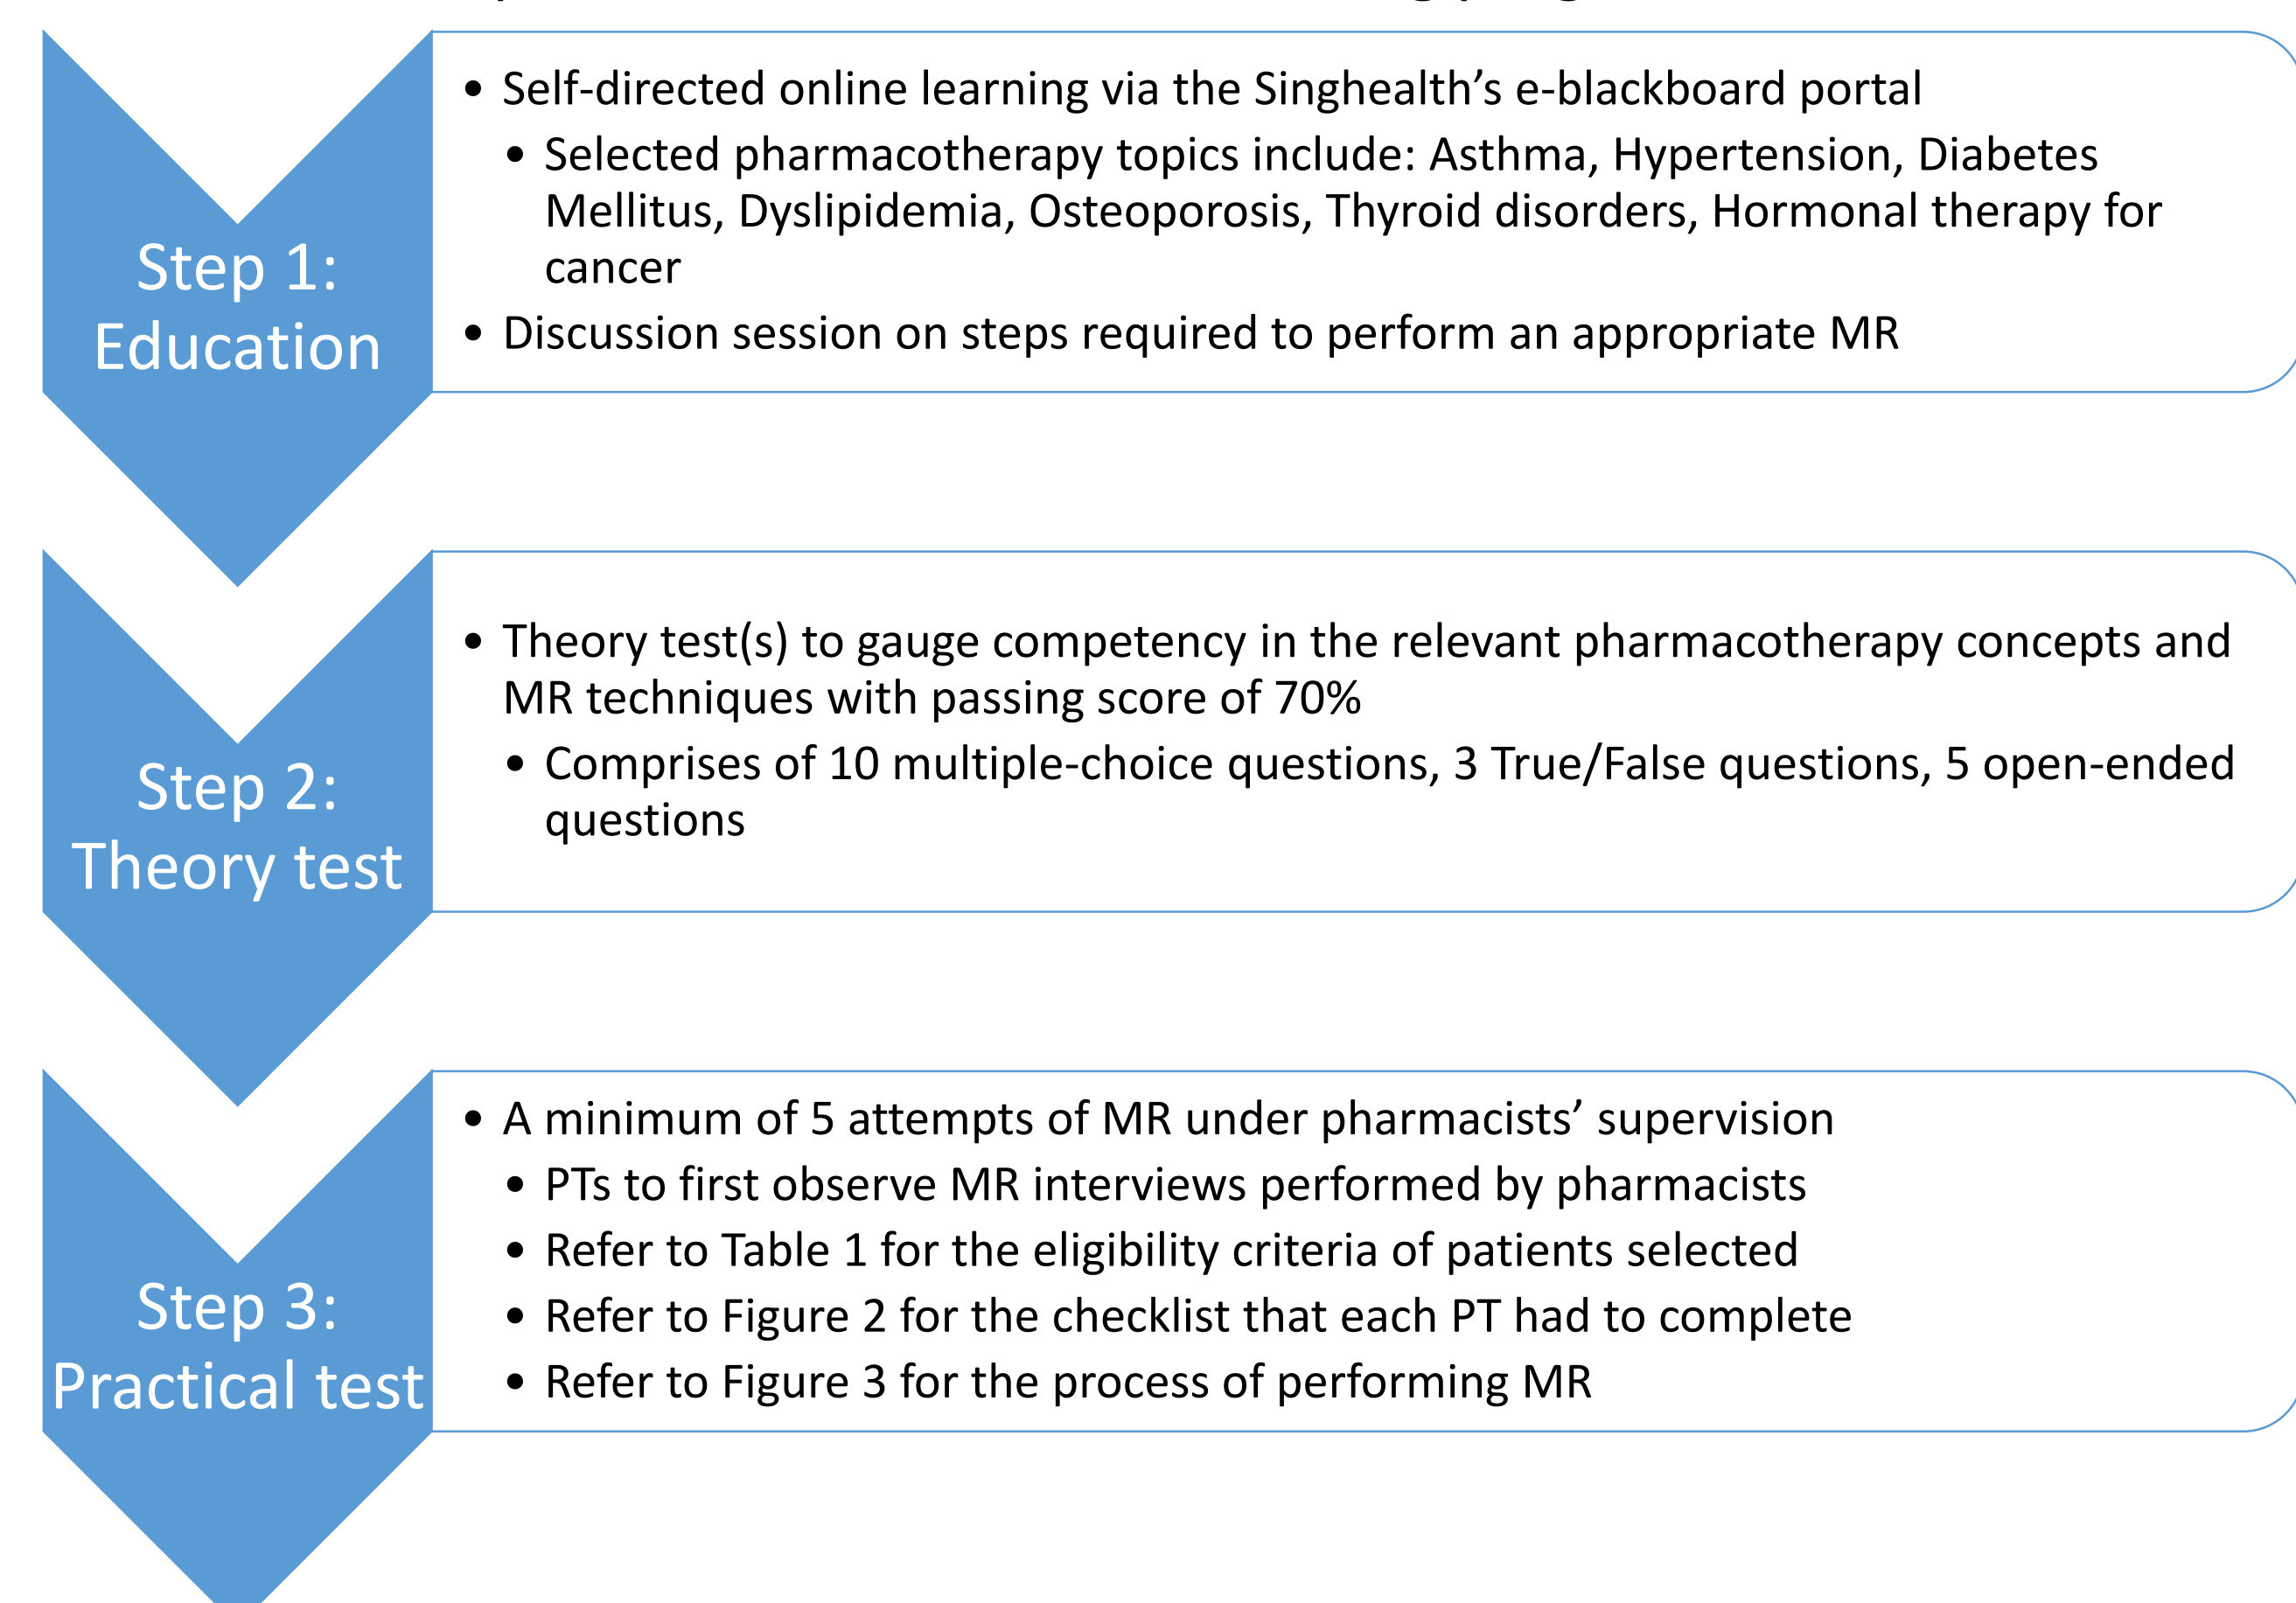 Step 1:
Education
• Self-directed online learning via the Singhealth’s e-blackboard portal
• Selected pharmacotherapy topics include: Asthma, Hypertension, Diabetes
Mellitus, Dyslipidemia, Osteoporosis, Thyroid disorders, Hormonal therapy for
cancer
• Discussion session on steps required to perform an appropriate MR
Step 2:
Theory test
• Theory test(s) to gauge competency in the relevant pharmacotherapy concepts and
MR techniques with passing score of 70%
• Comprises of 10 multiple-choice questions, 3 True/False questions, 5 open-ended
questions
Step 3:
Practical test
• A minimum of 5 attempts of MR under pharmacists’ supervision
• PTs to first observe MR interviews performed by pharmacists
• Refer to Table 1 for the eligibility criteria of patients selected
• Refer to Figure 2 for the checklist that each PT had to complete
• Refer to Figure 3 for the process of performing MR